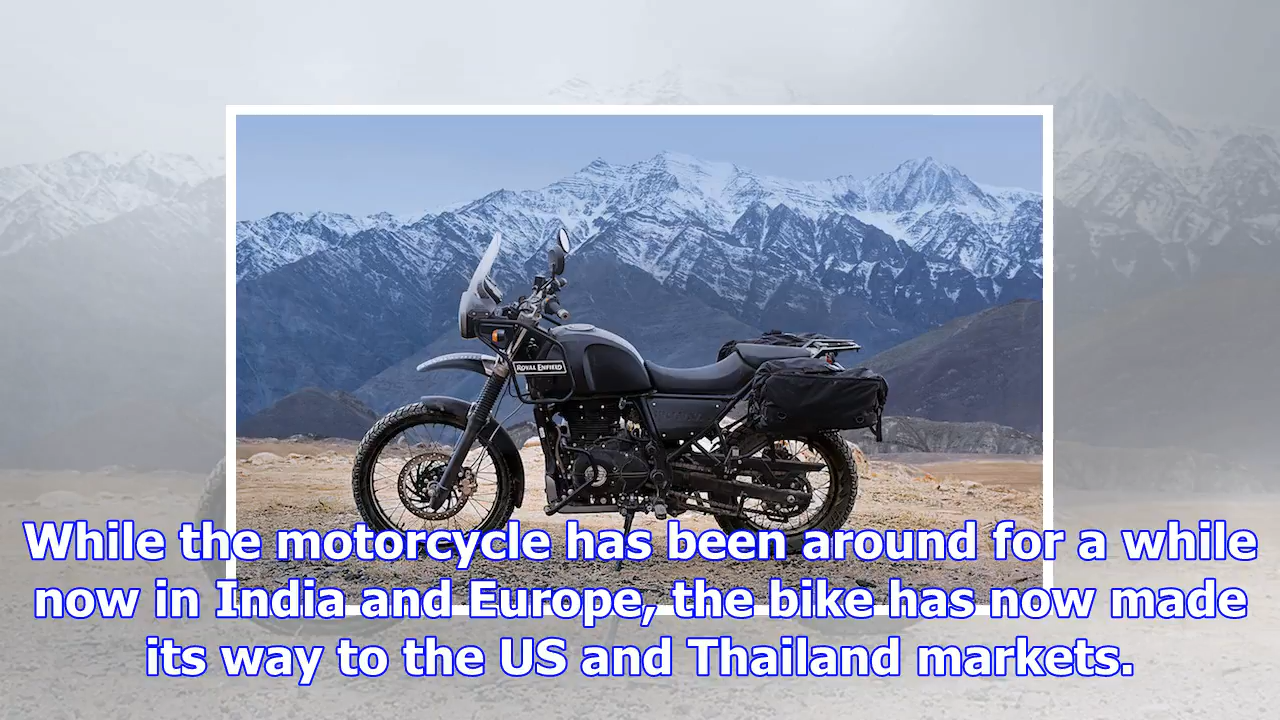 ROYAL ENFIELD
While the motorcycle has been around for a while
now in India and Europe, the bike has now made
its way to the US and Thailand markets.